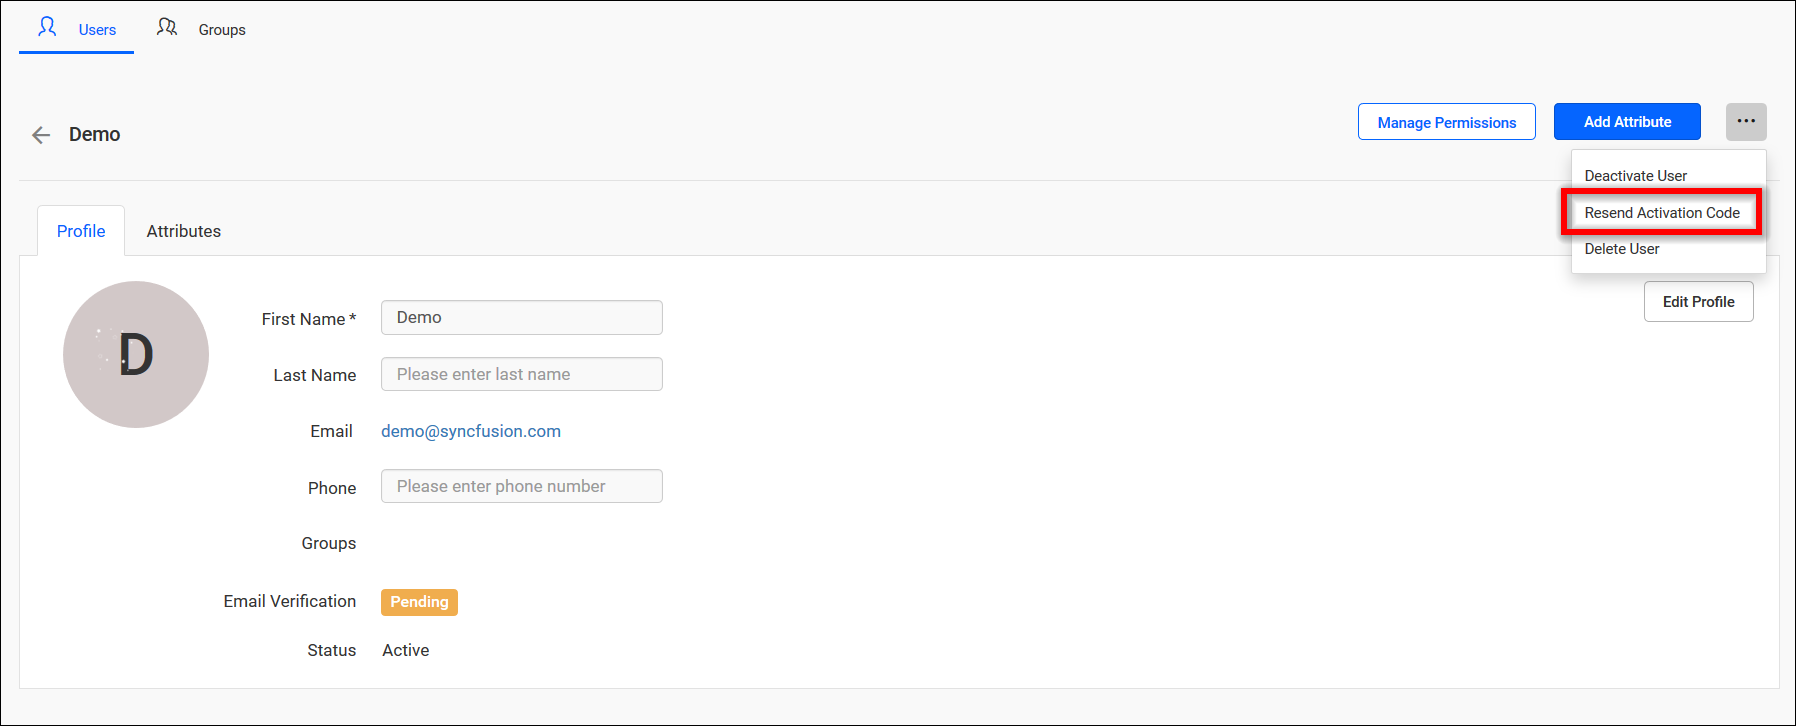 Users Groups
Demo
Manage Permissions Add Attribute ...
Deactivate User
Resend Activation Code
Delete User
Profile Attributes
Edit Profile
D
First Name * Demo
Last Name Please enter last name
Email demo@syncfusion.com
Phone Please enter phone number
Groups
Email Verification Pending
Status Active